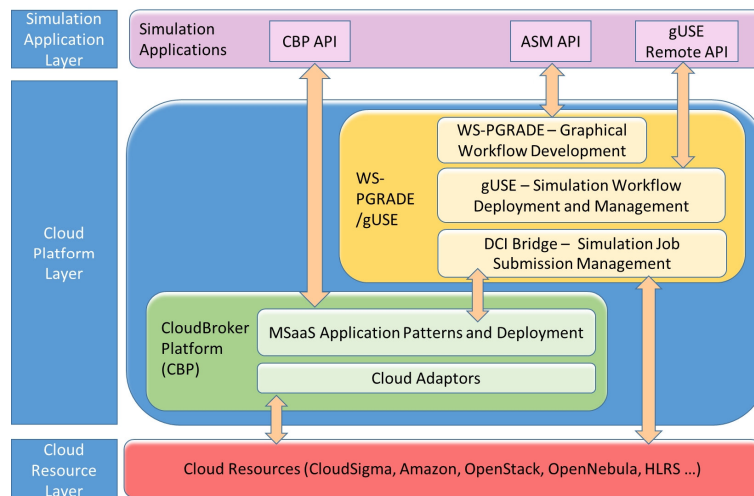 Simulation
Application
Layer
Simulation
Applications
CBP API
ASM API
gUSE
Remote API
Cloud
Platform
Layer
WS-PGRADE – Graphical
Workflow Development
WS-
PGRADE
/gUSE
gUSE – Simulation Workflow
Deployment and Management
DCI Bridge – Simulation Job
Submission Management
CloudBroker
Platform
(CBP)
MSaaS Application Patterns and Deployment
Cloud Adaptors
Cloud
Resource
Layer
Cloud Resources (CloudSigma, Amazon, OpenStack, OpenNebula, HLRS ...)